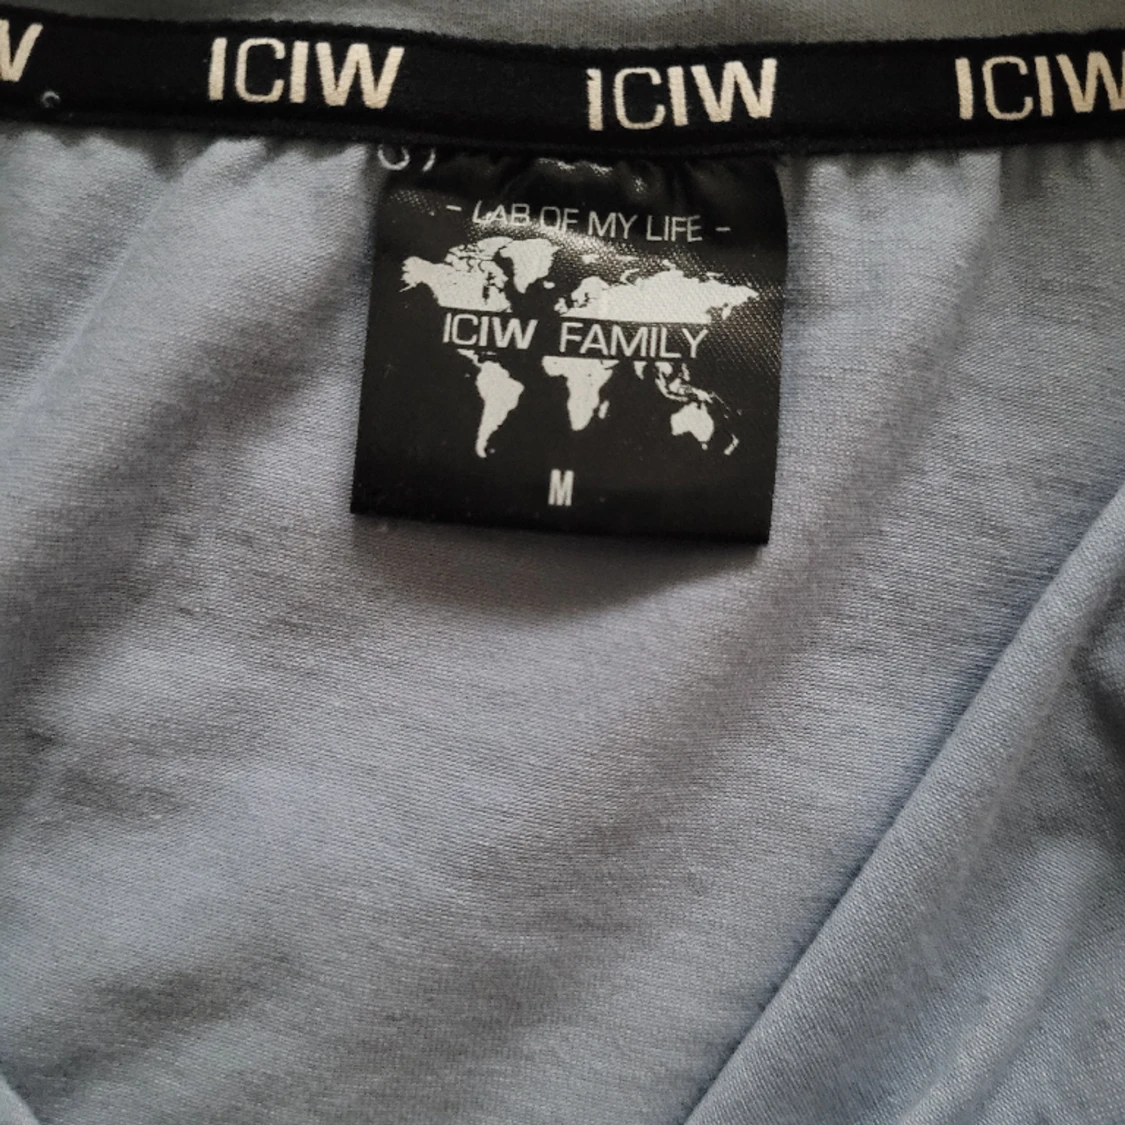 ICIW ICIW ICIW
- LAB OF MY LIFE -
ICIW FAMILY
M